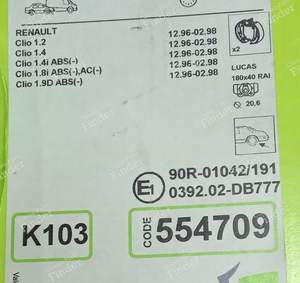 RENAULT
Clio 1.2 12.96-02.98
Clio 1.4 12.96-02.98
Clio 1.4i ABS(-) 12.96-02.98
Clio 1.8i ABS(-),AC(-) 12.96-02.98
Clio 1.9D ABS(-) 12.96-02.98
x2
LUCAS
180x40 RAI
20,6
E1
90R-01042/191
0392.02-DB777
K103
CODE 554709
Finder